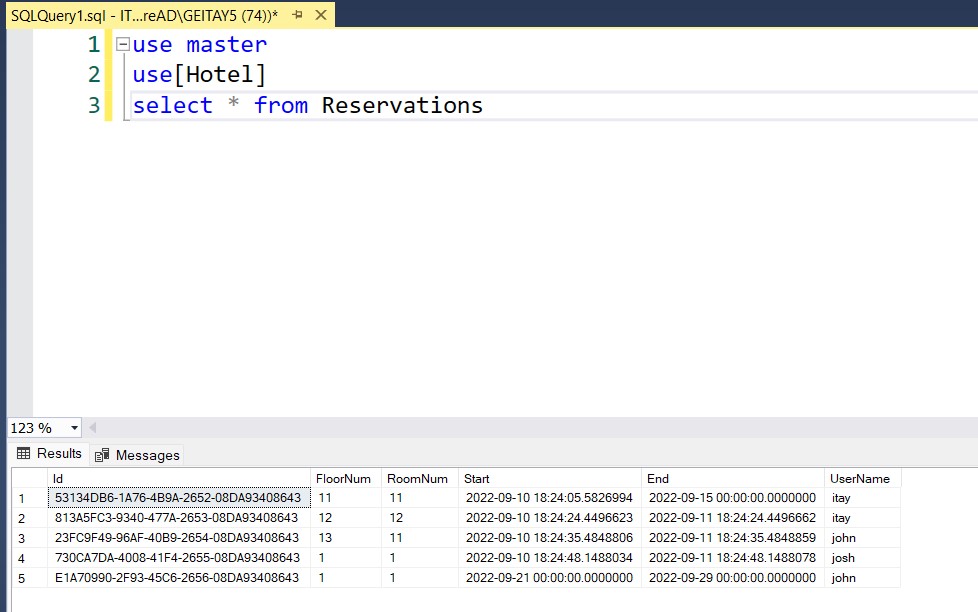 SQLQuery1.sql - IT...reAD\GEITAY5 (74))*
1 use master
2 use[Hotel]
3 select * from Reservations
123 %
Results Messages
Id FloorNum RoomNum Start End UserName
1 53134DB6-1A76-4B9A-2652-08DA93408643 11 11 2022-09-10 18:24:05.5826994 2022-09-15 00:00:00.0000000 itay
2 813A5FC3-9340-477A-2653-08DA93408643 12 12 2022-09-10 18:24:24.4496623 2022-09-11 18:24:24.4496662 itay
3 23FC9F49-96AF-40B9-2654-08DA93408643 13 11 2022-09-10 18:24:35.4848806 2022-09-11 18:24:35.4848859 john
4 730CA7DA-4008-41F4-2655-08DA93408643 1 1 2022-09-10 18:24:48.1488034 2022-09-11 18:24:48.1488078 josh
5 E1A70990-2F93-45C6-2656-08DA93408643 1 1 2022-09-21 00:00:00.0000000 2022-09-29 00:00:00.0000000 john